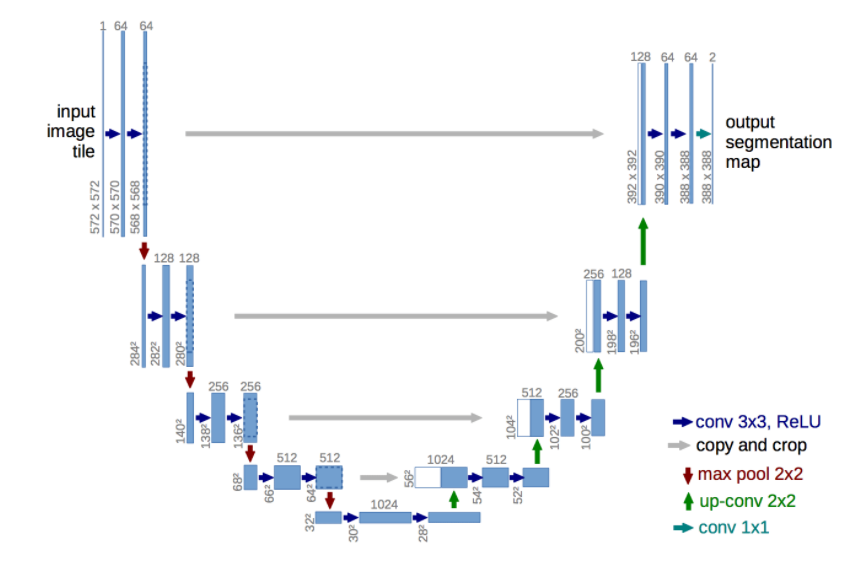 1 64 64
input
image
tile
572 x 572
570 x 570
568 x 568
128 64 64 2
output
segmentation
map
392 x 392
390 x 390
388 x 388
388 x 388
128 128
284²
282²
280²
256 128
200²
198²
196²
256 256
140²
138²
136²
512 256
104²
102²
100²
512 512
68²
66²
64²
1024 512
56²
54²
52²
1024
32²
30²
28²
conv 3x3, ReLU
copy and crop
max pool 2x2
up-conv 2x2
conv 1x1